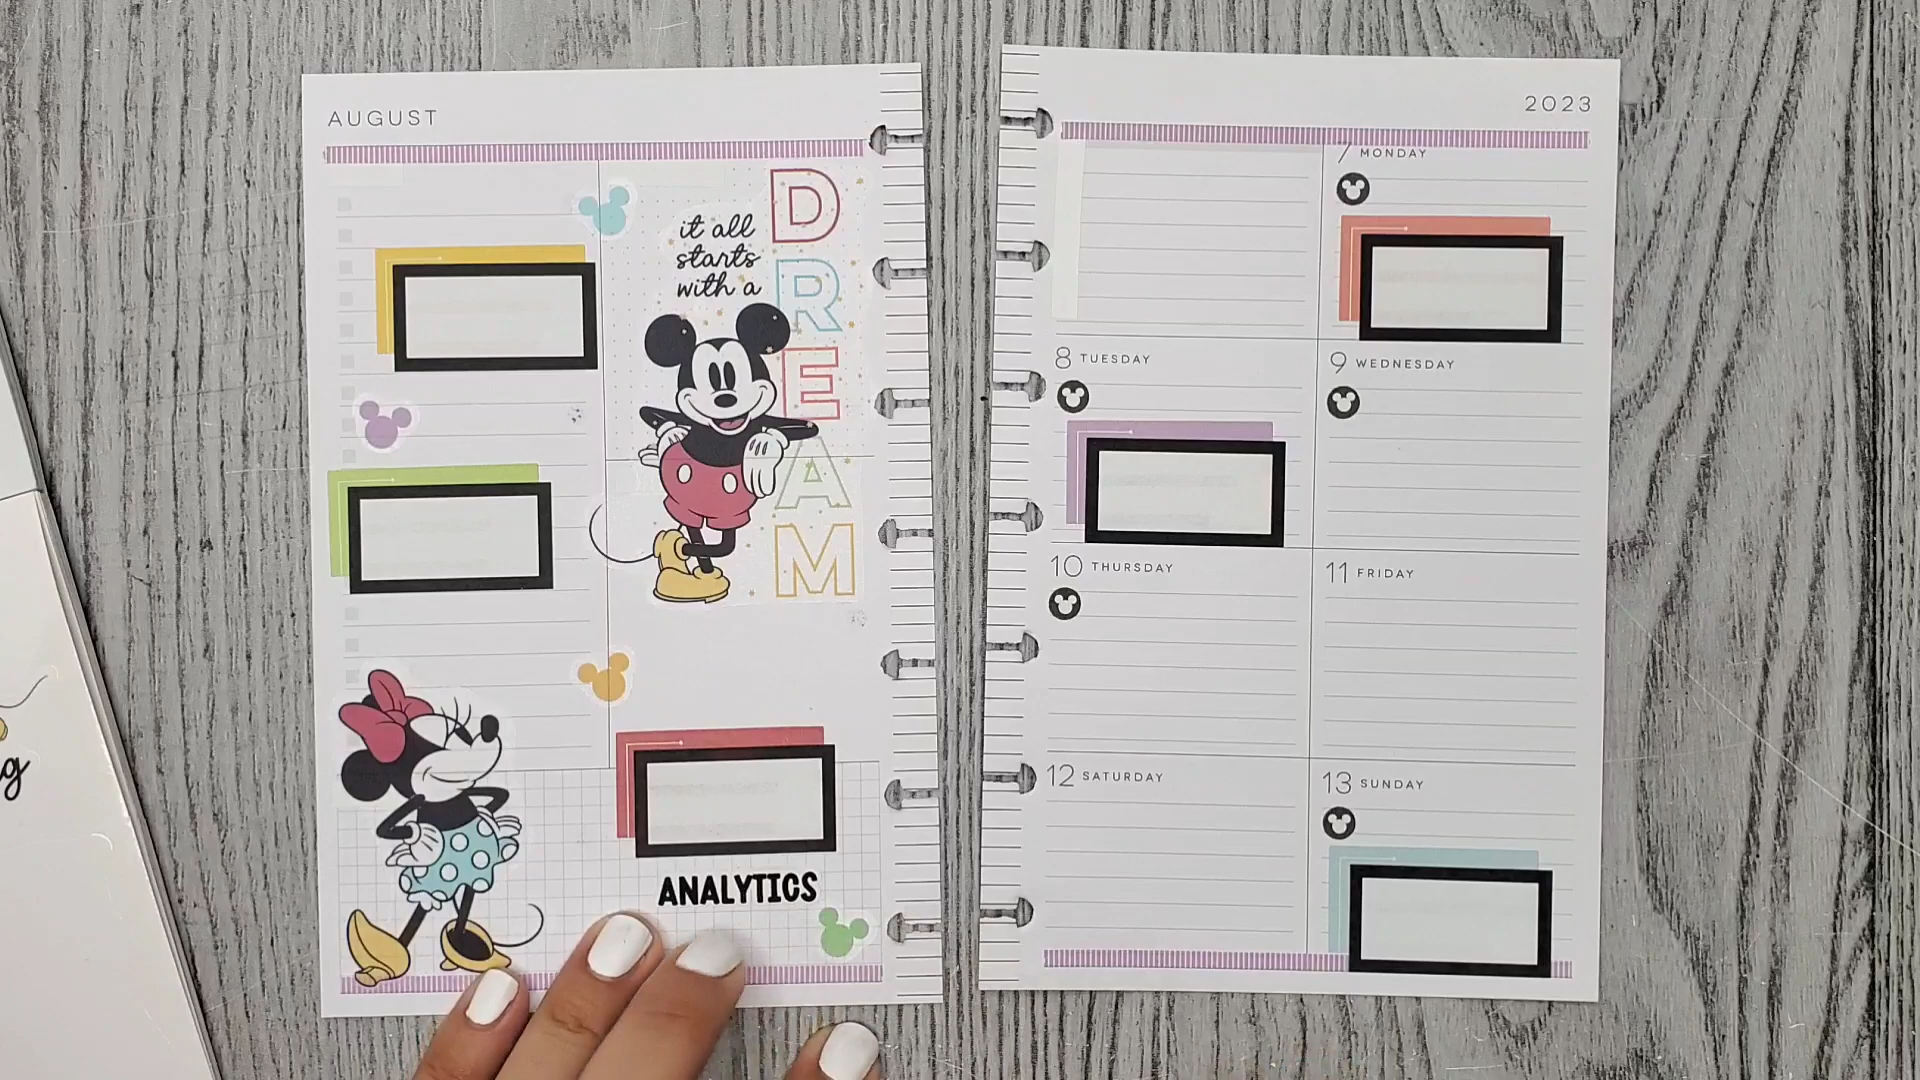 AUGUST
it all
starts
with a
DREAM
ANALYTICS
2023
7 MONDAY
8 TUESDAY
9 WEDNESDAY
10 THURSDAY
11 FRIDAY
12 SATURDAY
13 SUNDAY
g